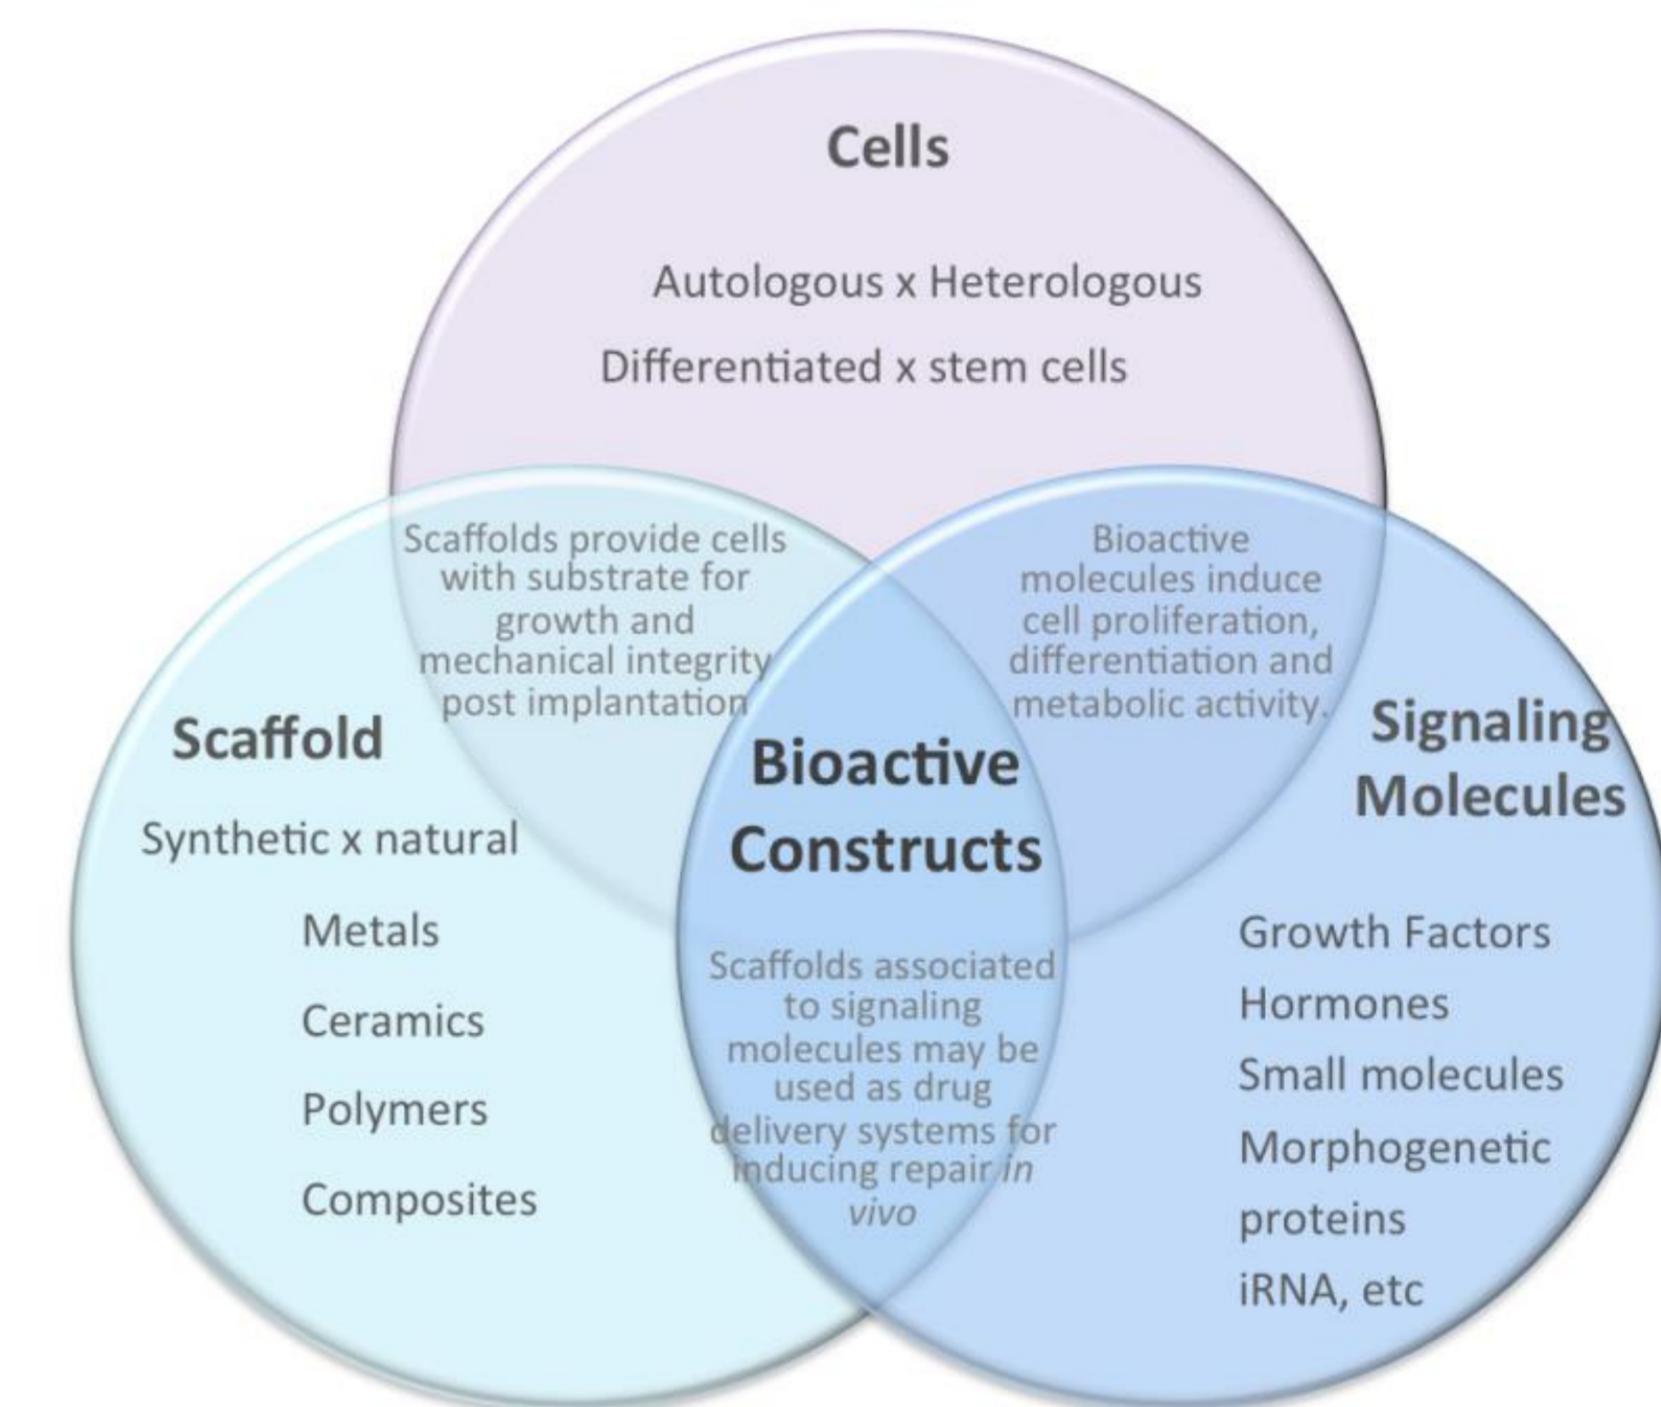 Cells
Autologous x Heterologous
Differentiated x stem cells
Scaffolds provide cells
with substrate for
growth and
mechanical integrity
post implantation
Bioactive
molecules induce
cell proliferation,
differentiation and
metabolic activity.
Scaffold
Synthetic x natural
Metals
Ceramics
Polymers
Composites
Bioactive
Constructs
Scaffolds associated
to signaling
molecules may be
used as drug
delivery systems for
inducing repair in
vivo
Signaling
Molecules
Growth Factors
Hormones
Small molecules
Morphogenetic
proteins
iRNA, etc